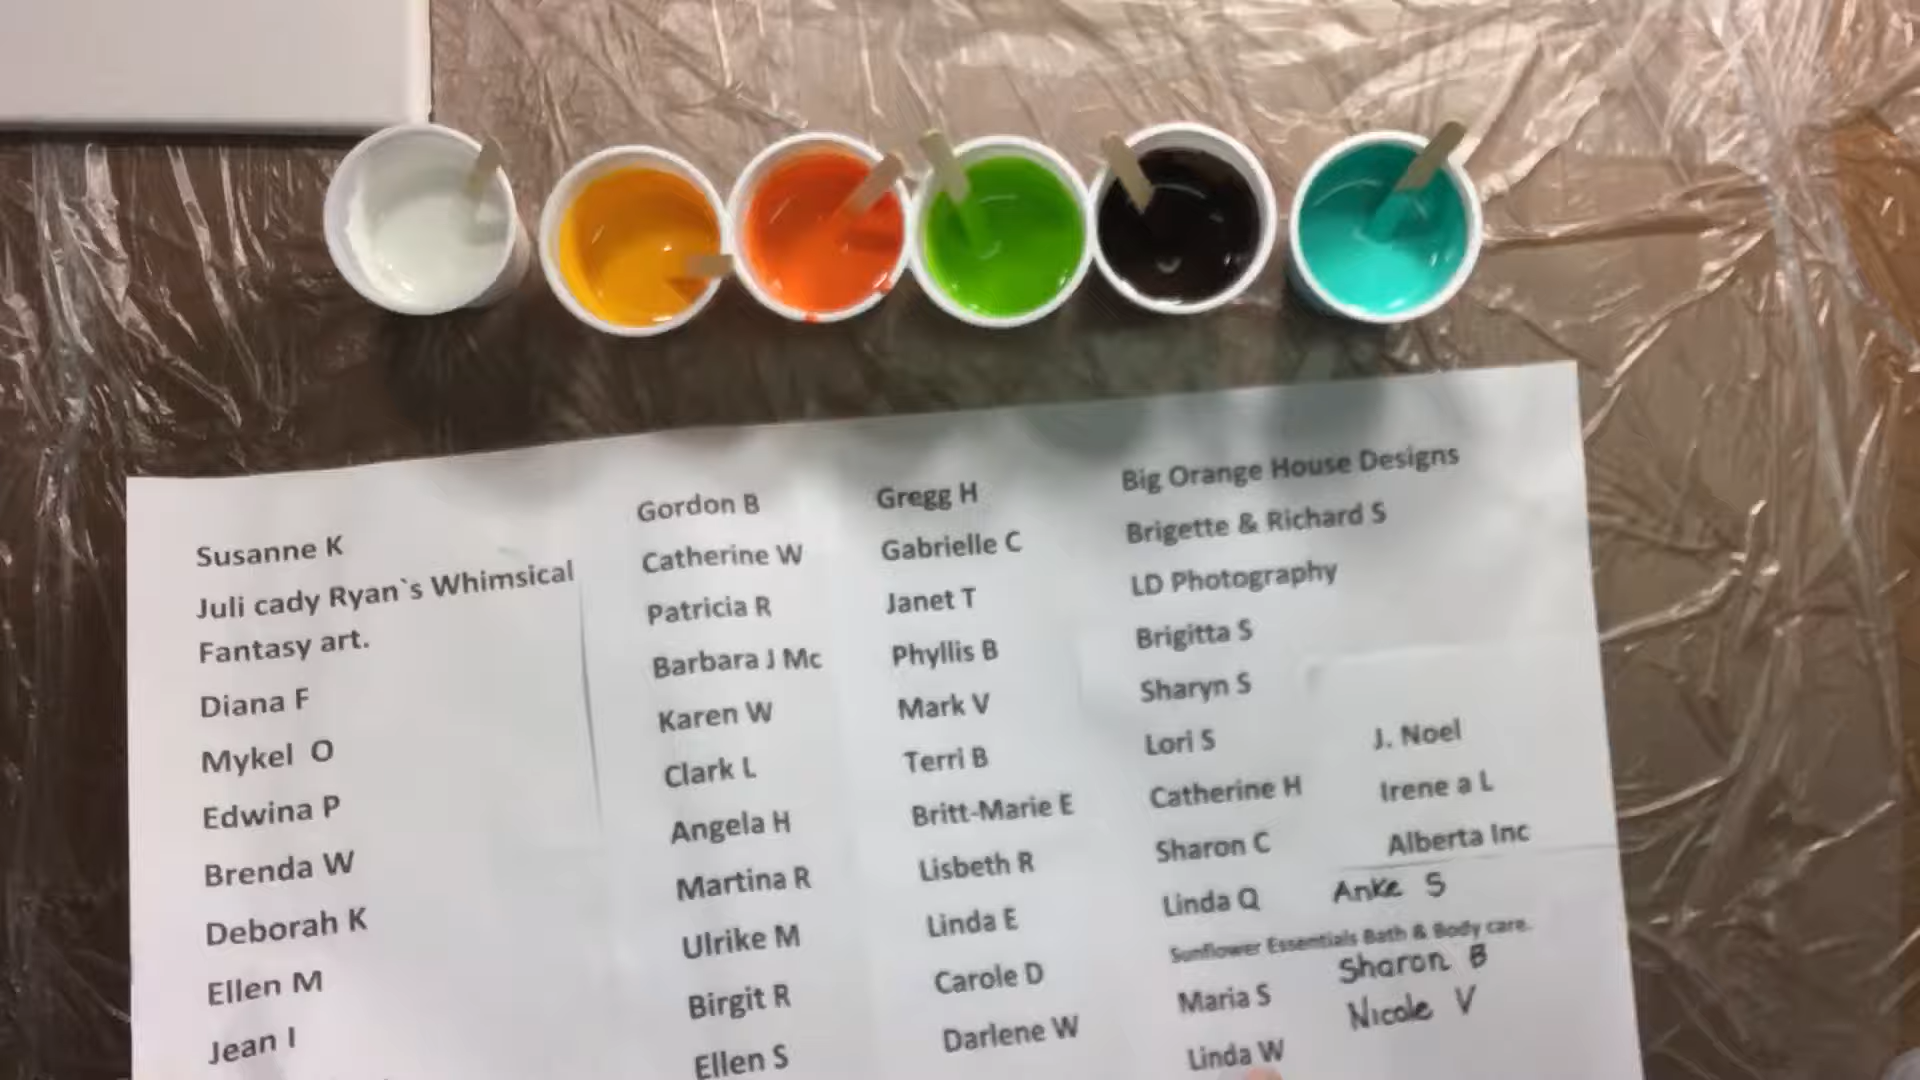 Susanne K
Juli cady Ryan`s Whimsical
Fantasy art.
Diana F
Mykel O
Edwina P
Brenda W
Deborah K
Ellen M
Jean I
Gordon B
Catherine W
Patricia R
Barbara J Mc
Karen W
Clark L
Angela H
Martina R
Ulrike M
Birgit R
Ellen S
Gregg H
Gabrielle C
Janet T
Phyllis B
Mark V
Terri B
Britt-Marie E
Lisbeth R
Linda E
Carole D
Darlene W
Big Orange House Designs
Brigette & Richard S
LD Photography
Brigitta S
Sharyn S
Lori S
Catherine H
Sharon C
Linda Q
Sunflower Essentials Bath & Body care.
Maria S
Linda W
J. Noel
Irene a L
Alberta Inc
Anke S
Sharon B
Nicole V